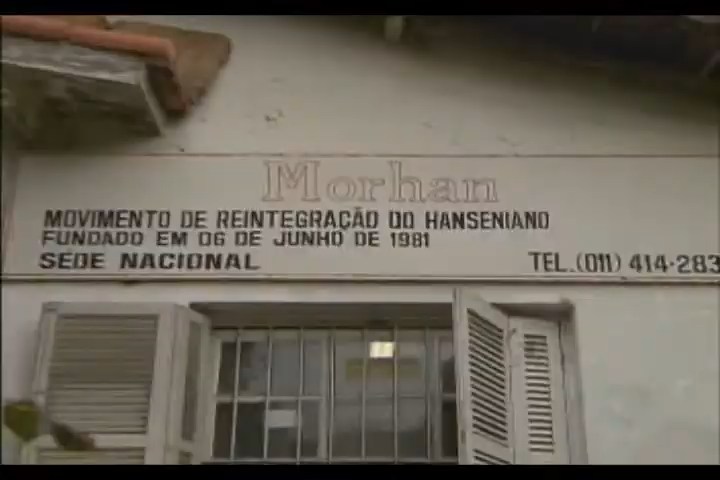 Morhan
MOVIMENTO DE REINTEGRAÇÃO DO HANSENIANO
FUNDADO EM 06 DE JUNHO DE 1981
SEDE NACIONAL TEL.(011) 414-283